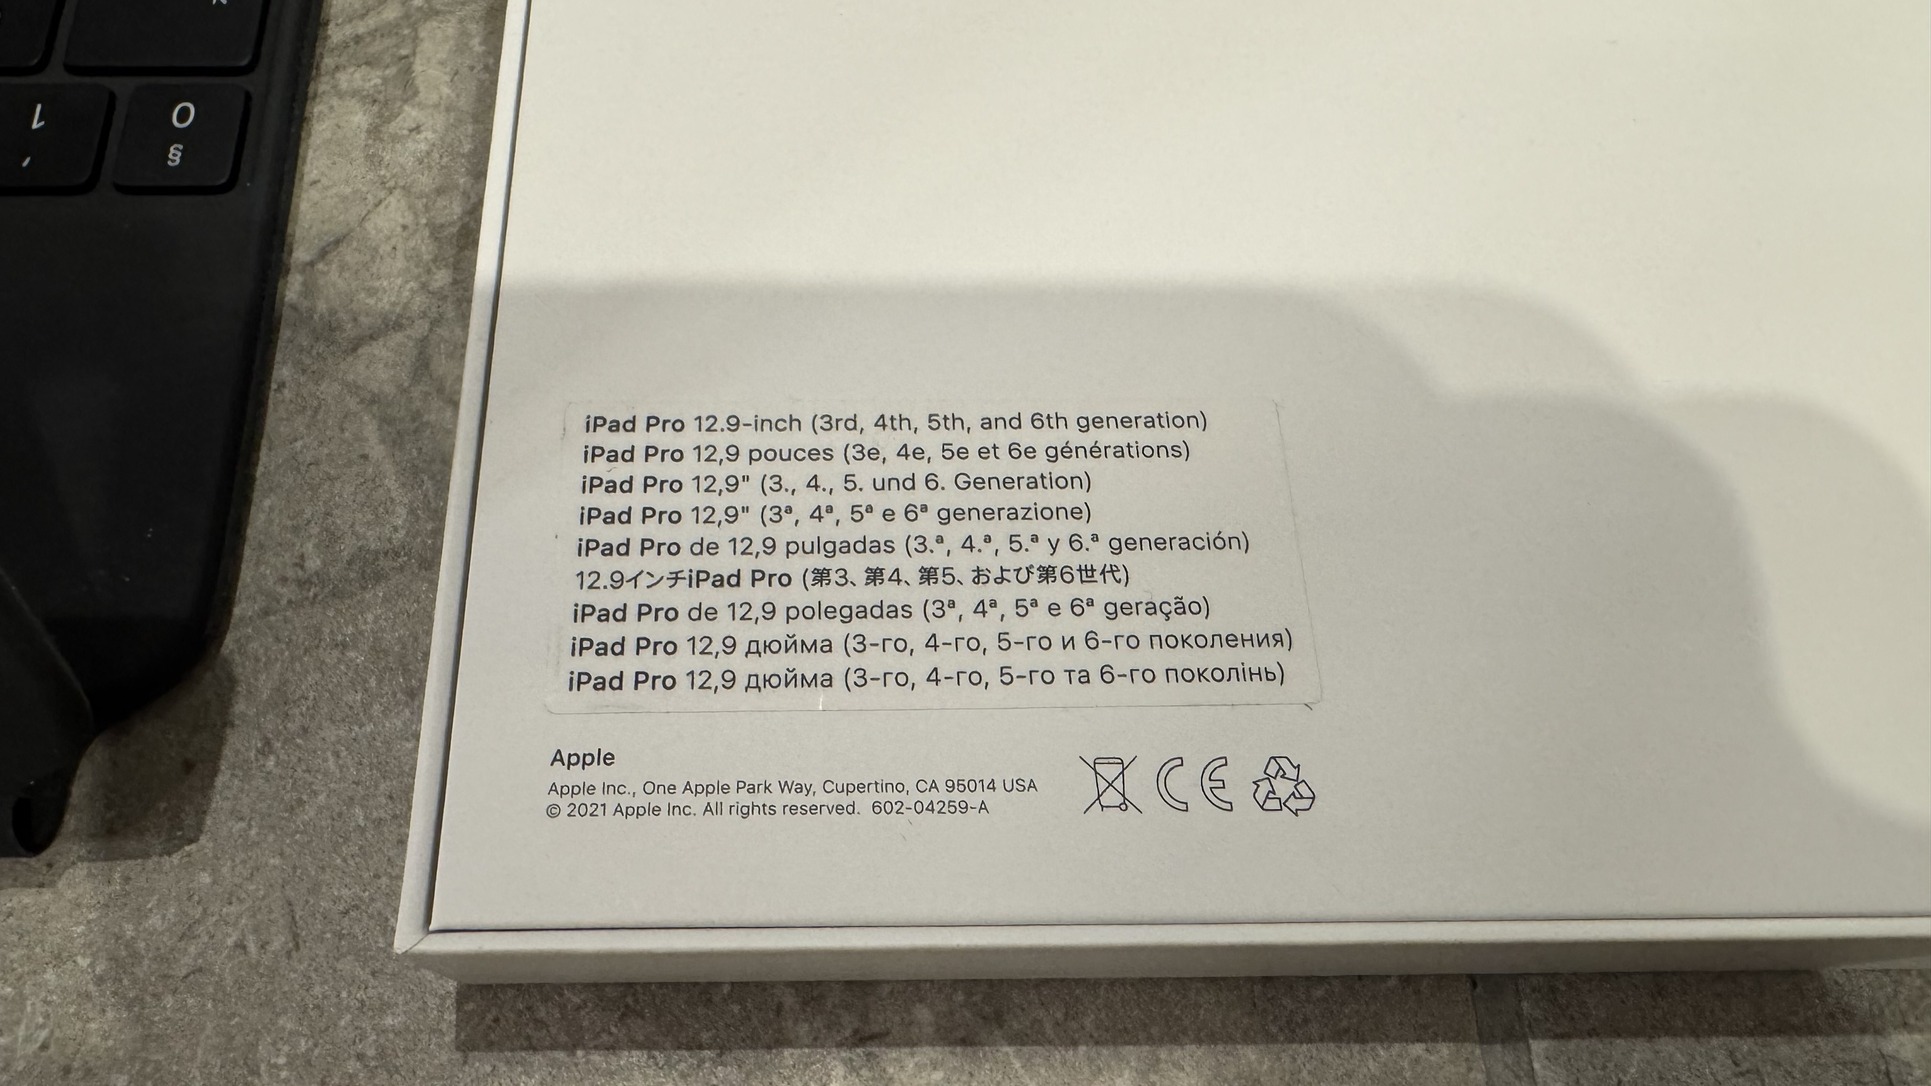 0
§
1
'
iPad Pro 12.9-inch (3rd, 4th, 5th, and 6th generation)
iPad Pro 12,9 pouces (3e, 4e, 5e et 6e générations)
iPad Pro 12,9" (3., 4., 5. und 6. Generation)
iPad Pro 12,9" (3ª, 4ª, 5ª e 6ª generazione)
iPad Pro de 12,9 pulgadas (3.ª, 4.ª, 5.ª y 6.ª generación)
12.9インチiPad Pro (第3、第4、第5、および第6世代)
iPad Pro de 12,9 polegadas (3ª, 4ª, 5ª e 6ª geração)
iPad Pro 12,9 дюйма (3-го, 4-го, 5-го и 6-го поколения)
iPad Pro 12,9 дюйма (3-го, 4-го, 5-го та 6-го поколінь)
Apple
Apple Inc., One Apple Park Way, Cupertino, CA 95014 USA
© 2021 Apple Inc. All rights reserved. 602-04259-A
CE